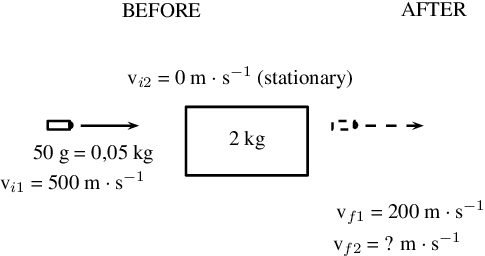 BEFORE
AFTER
v_{i2} = 0 m · s⁻¹ (stationary)
2 kg
50 g = 0,05 kg
v_{i1} = 500 m · s⁻¹
v_{f1} = 200 m · s⁻¹
v_{f2} = ? m · s⁻¹